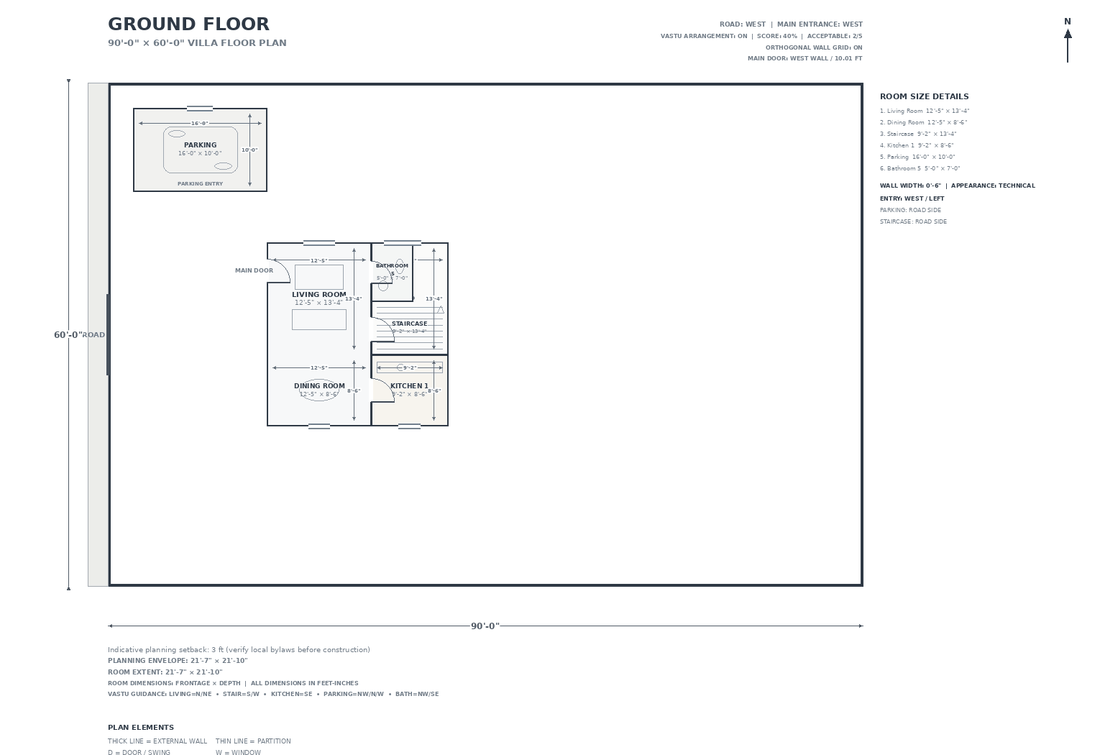 GROUND FLOOR
90'-0" × 60'-0" VILLA FLOOR PLAN
ROAD: WEST | MAIN ENTRANCE: WEST
VASTU ARRANGEMENT: ON | SCORE: 40% | ACCEPTABLE: 2/5
ORTHOGONAL WALL GRID: ON
MAIN DOOR: WEST WALL / 10.01 FT
N
ROOM SIZE DETAILS
1. Living Room 12'-5" × 13'-4"
2. Dining Room 12'-5" × 8'-6"
3. Staircase 9'-2" × 13'-4"
4. Kitchen 1 9'-2" × 8'-6"
5. Parking 16'-0" × 10'-0"
6. Bathroom 5 5'-0" × 7'-0"
WALL WIDTH: 0'-6" | APPEARANCE: TECHNICAL
ENTRY: WEST / LEFT
PARKING: ROAD SIDE
STAIRCASE: ROAD SIDE
16'-0"
PARKING
16'-0" × 10'-0"
10'-0"
PARKING ENTRY
12'-5"
MAIN DOOR
BATHROOM
5'-0" × 7'-0"
LIVING ROOM
12'-5" × 13'-4"
13'-4"
13'-4"
STAIRCASE
9'-2" × 13'-4"
60'-0"
ROAD
12'-5"
9'-2"
DINING ROOM
12'-5" × 8'-6"
8'-6"
KITCHEN 1
9'-2" × 8'-6"
8'-6"
90'-0"
Indicative planning setback: 3 ft (verify local bylaws before construction)
PLANNING ENVELOPE: 21'-7" × 21'-10"
ROOM EXTENT: 21'-7" × 21'-10"
ROOM DIMENSIONS: FRONTAGE × DEPTH | ALL DIMENSIONS IN FEET-INCHES
VASTU GUIDANCE: LIVING=N/NE • STAIR=S/W • KITCHEN=SE • PARKING=NW/N/W • BATH=NW/SE
PLAN ELEMENTS
THICK LINE = EXTERNAL WALL THIN LINE = PARTITION
D = DOOR / SWING W = WINDOW